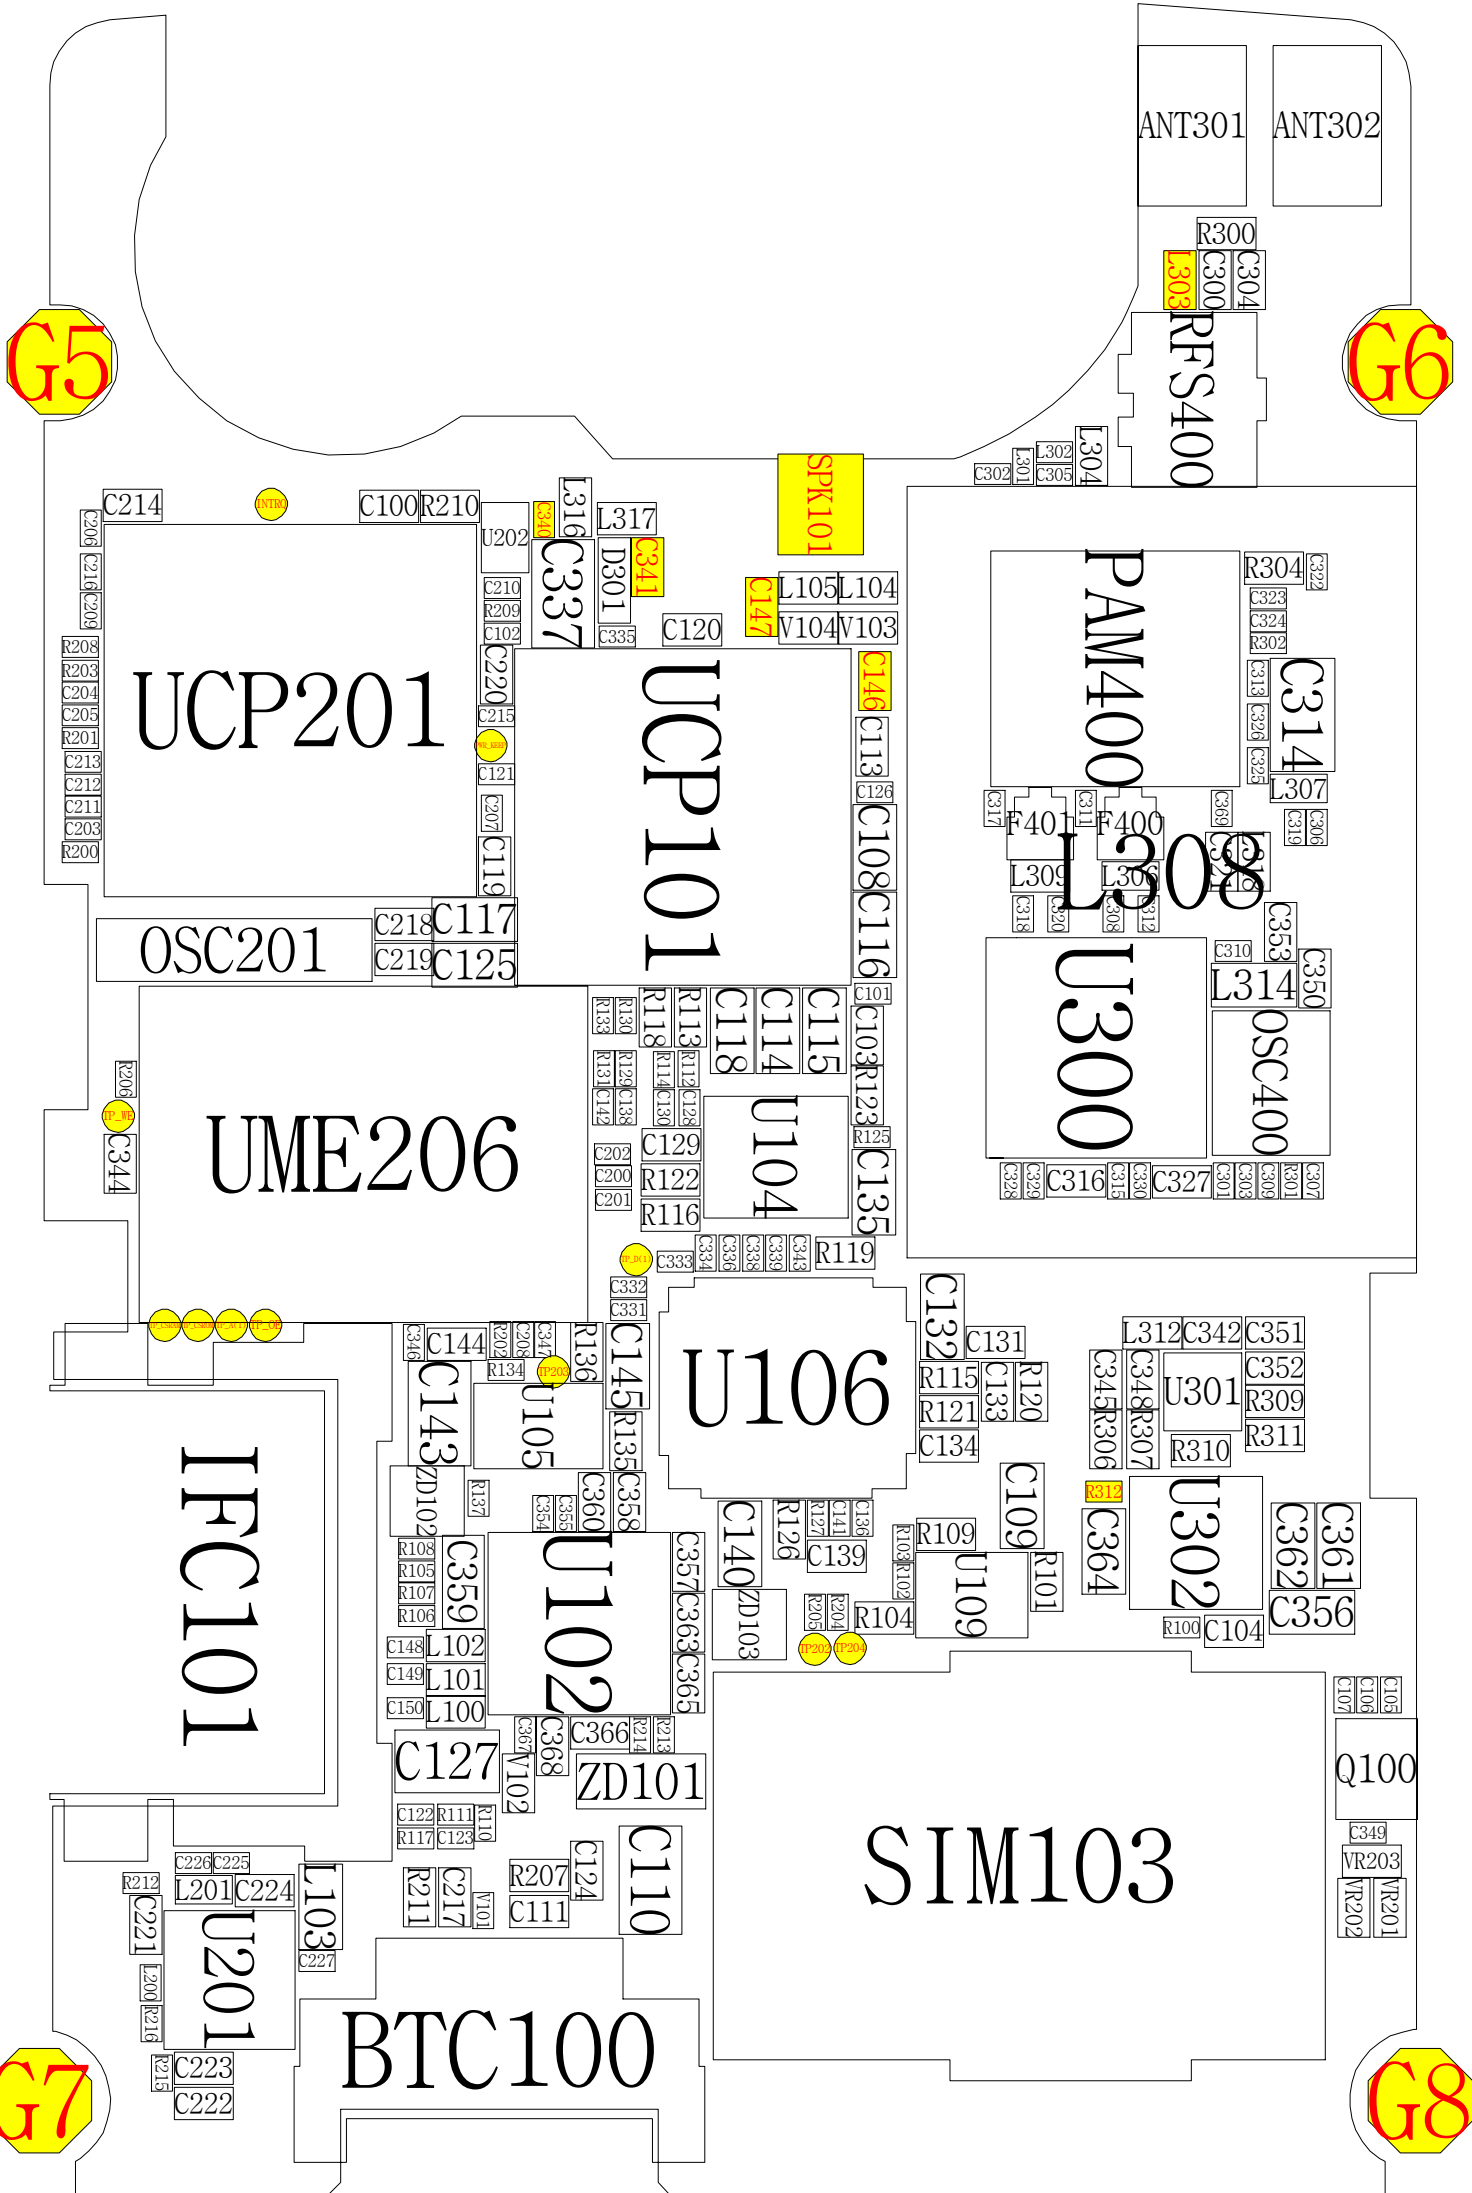 ANT301 ANT302
R300
L303 C300 C304
G5 RFS400 G6
C302 L301 L302 C305 L304
C214 INTRQ C100 R210 U202 C340 L316 L317 SPK101
C206 C216 C209 C210 R209 C102 C337 D301 C341 C335 C120 C147 L105 L104 V104 V103
PAM400 R304 C322 C323 C324 R302 C313 C326 C325 C314 L307
R208 R203 C204 C205 R201 C213 C212 C211 C203 R200
UCP201 C220 C215 C121 C207 C119 UCP101 C146 C113 C126 C108 C116
C317 F401 C311 F400 C369 C319 C306
L309 L306 L308 C321 L318
C318 C320 C308 C312 C353 C310 C350 L314
OSC201 C218 C117 C219 C125
U300 OSC400
R133 R130 R118 R113 C118 C114 C115 C101 C103
R206 R131 R129 R114 R112 R123
TP_WE UME206 C142 C138 C130 C128 U104 R125
C344 C202 C200 C201 C129 R122 R116 C135
C328 C329 C316 C315 C330 C327 C301 C303 C309 R301 C307
TP_D(1) C333 C334 C336 C338 C339 C343 R119
C332 C331
TP_OE
C346 C144 R202 C208 C347 R136 C145 U106 C132 C131
R134 TP203 C143 U105 R135 R115 R121 C134 C133 R120
L312 C342 C351 C345 C348 U301 C352 R309 R311 R306 R307 R310
IFC101 ZD102 R137 C354 C355 C360 C358
R312 C364 U302 C362 C361 C356
C140 R126 R127 C141 C136 C139 R103 R102 R109 C109 U109 R101
R108 R105 R107 R106 C359 U102 C357 C363 C365
ZD103 R205 R204 R104 TP202 TP204 R100 C104
C148 L102 C149 L101 C150 L100
C107 C106 C105
C127 C367 C368 C366 R214 R213 V102 ZD101 Q100
C122 R111 R110 R117 C123 SIM103 C349
C226 C225 R212 L201 C224 L103 R211 C217 V101 R207 C124 C111 C110 VR203 VR202 VR201
C221 U201 C227 L200 R216
BTC100
R215 C223 C222
G7 G8